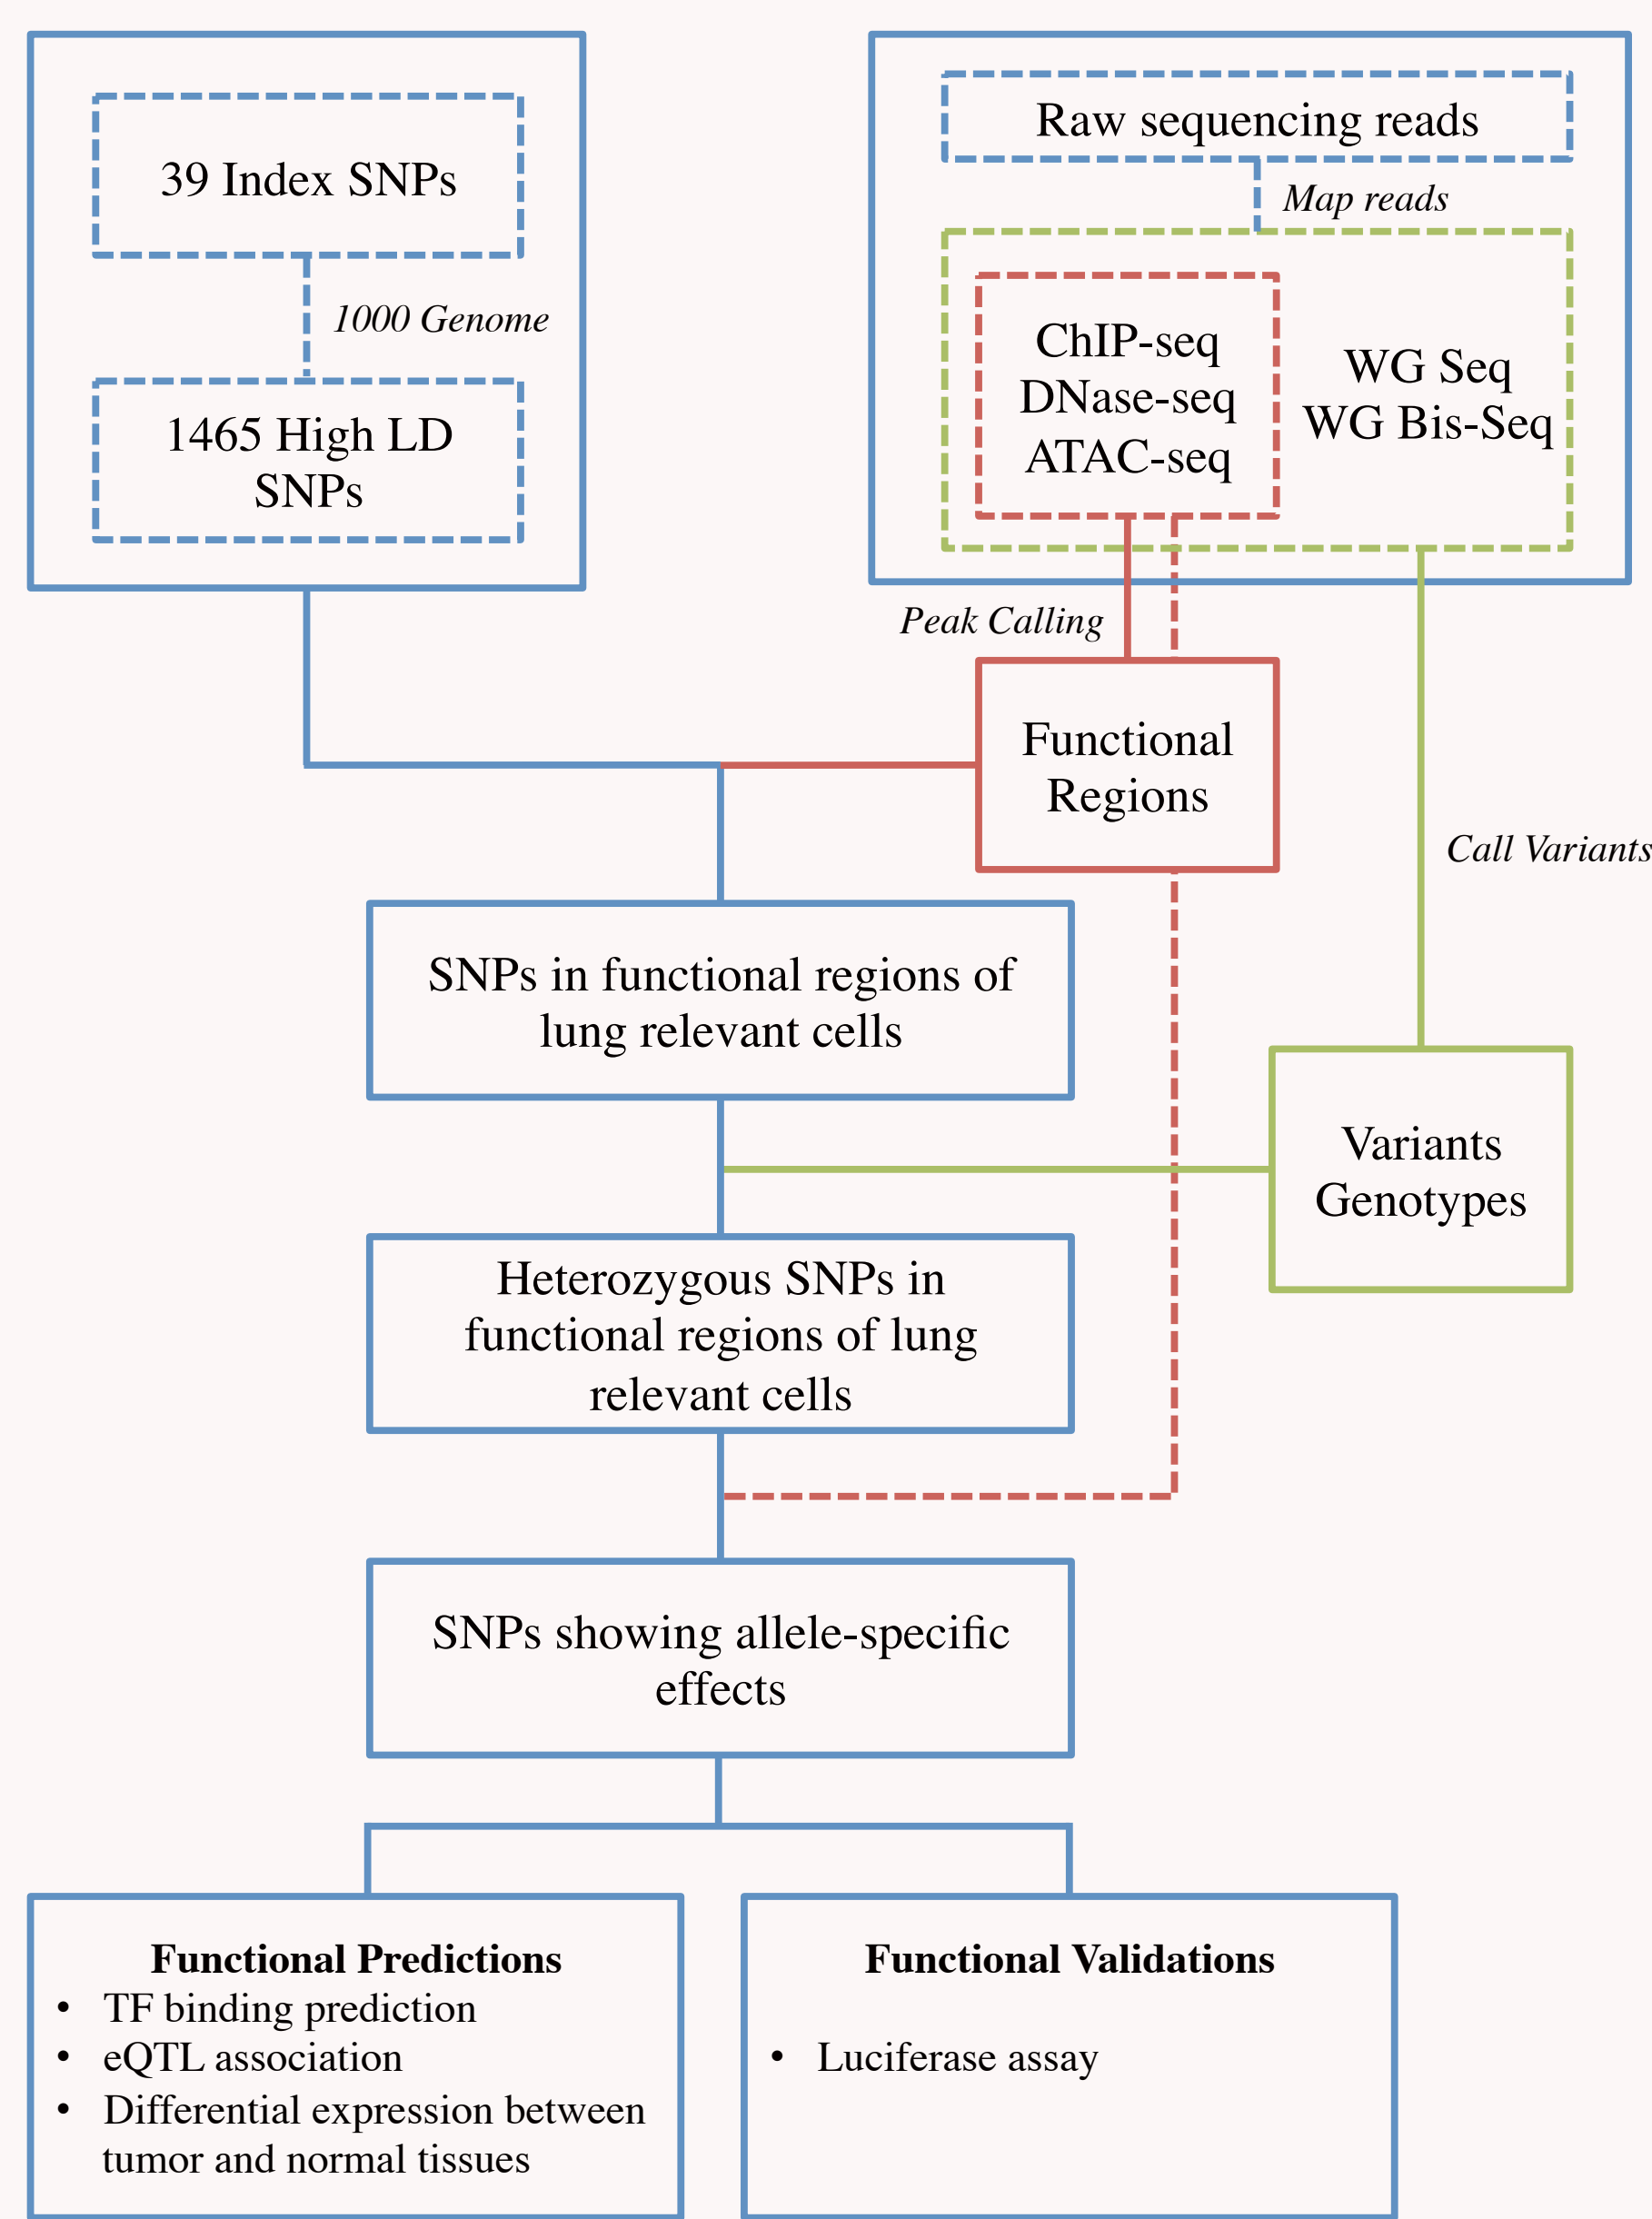 39 Index SNPs
1000 Genome
1465 High LD
SNPs
Raw sequencing reads
Map reads
ChIP-seq
DNase-seq
ATAC-seq
WG Seq
WG Bis-Seq
Peak Calling
Functional
Regions
Call Variants
SNPs in functional regions of
lung relevant cells
Variants
Genotypes
Heterozygous SNPs in
functional regions of lung
relevant cells
SNPs showing allele-specific
effects
Functional Predictions
• TF binding prediction
• eQTL association
• Differential expression between
tumor and normal tissues
Functional Validations
• Luciferase assay